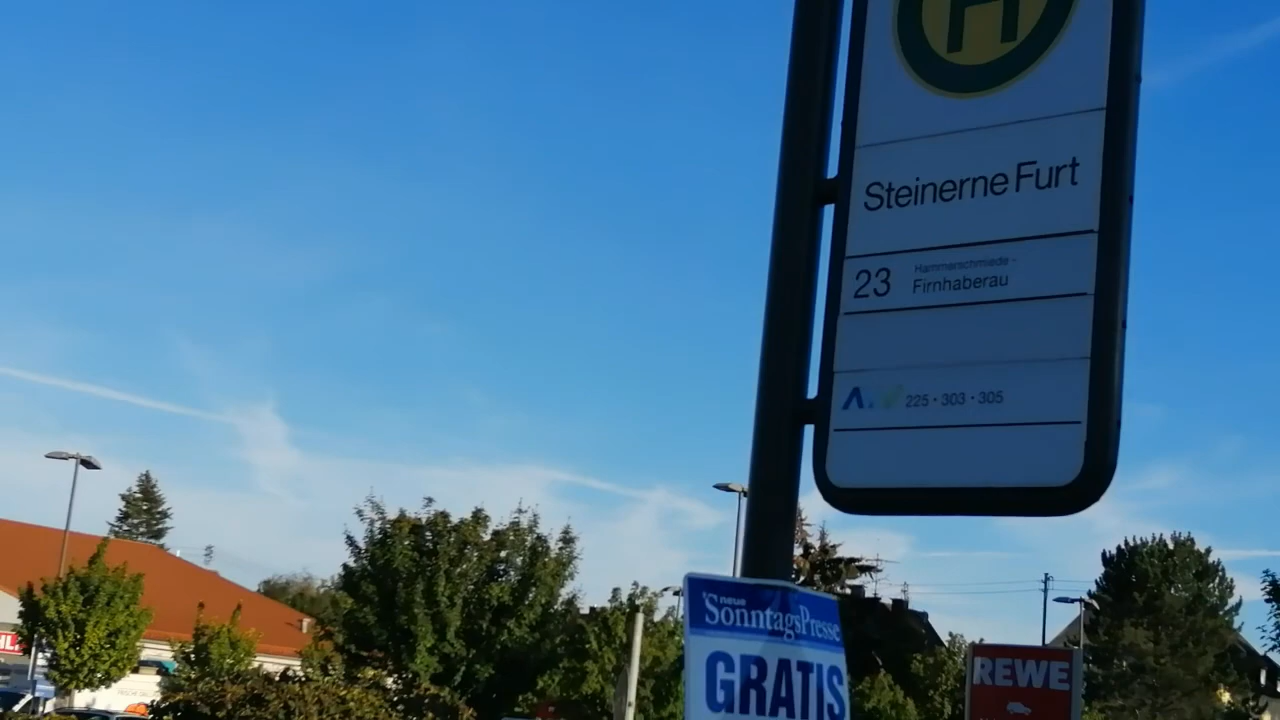 H
Steinerne Furt
23
Hammerschmiede -
Firnhaberau
225 • 303 • 305
neue
SonntagsPresse
GRATIS
REWE